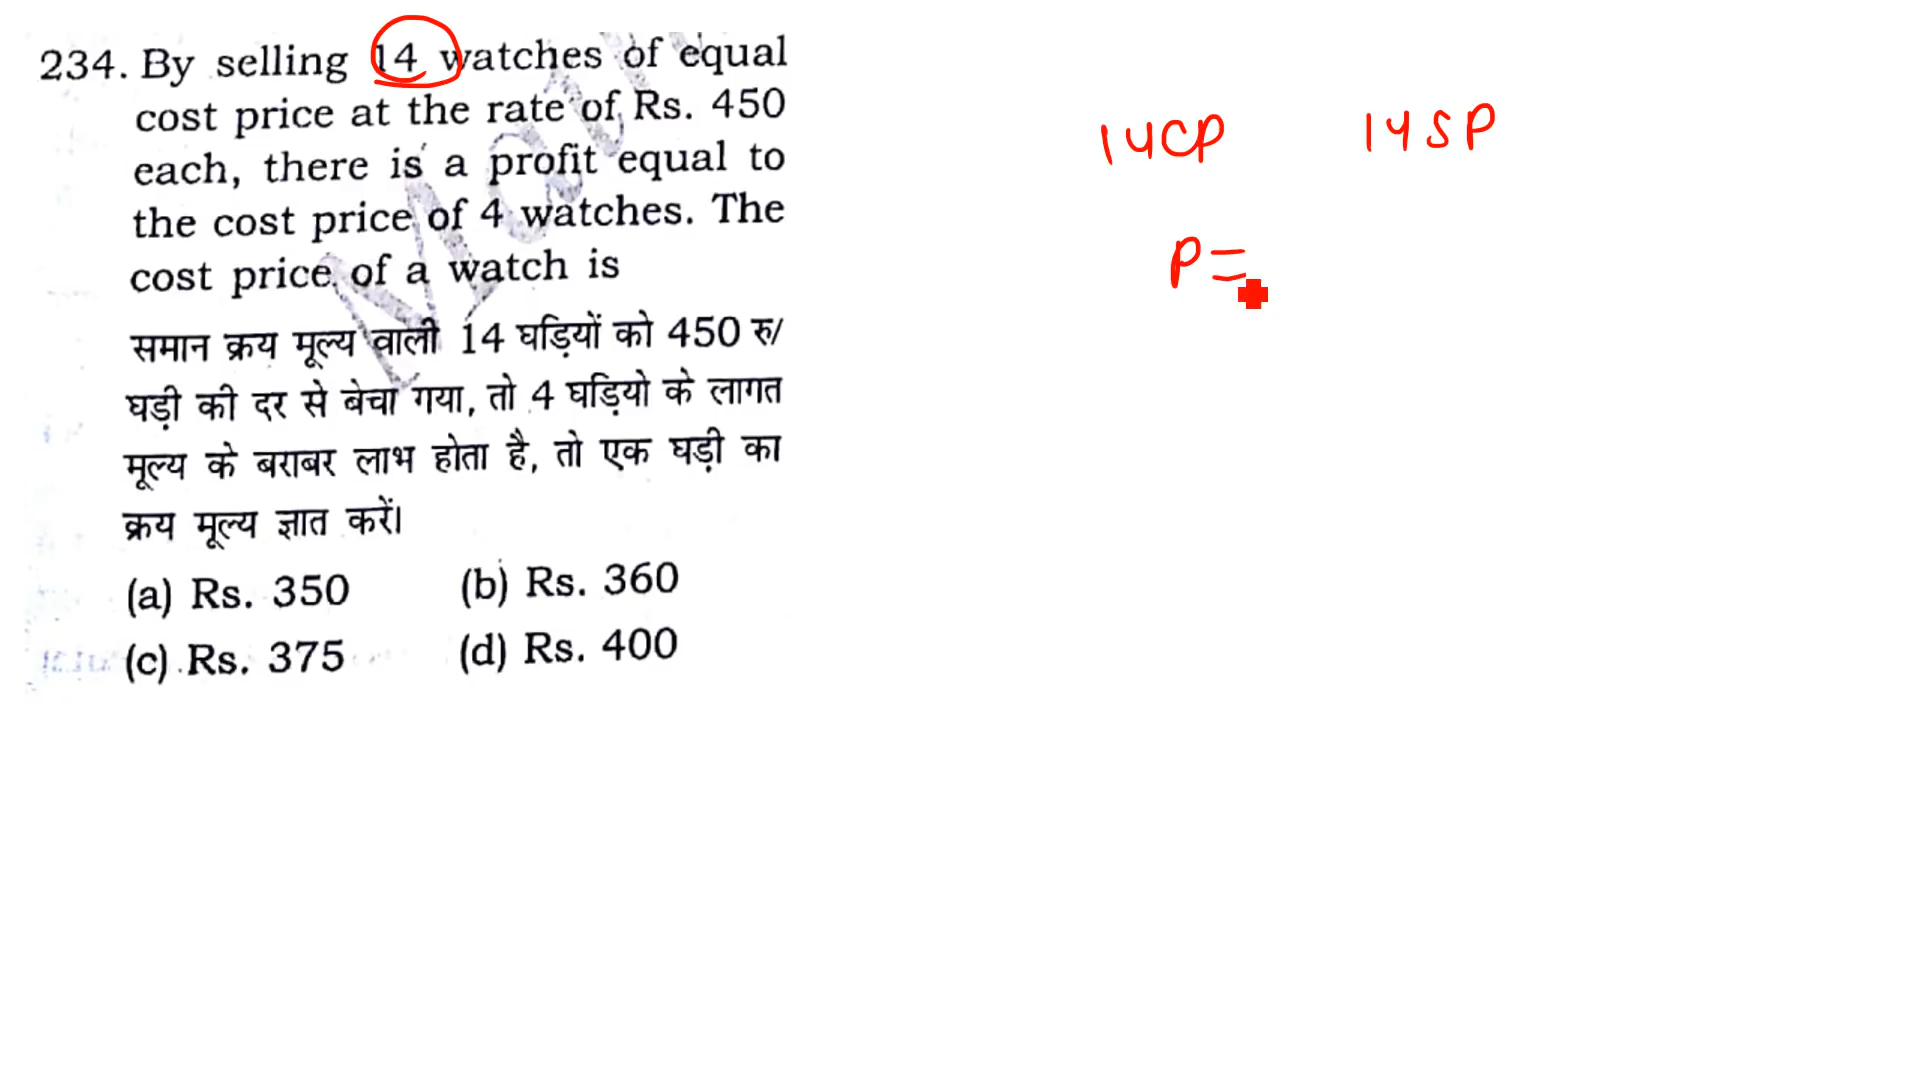 234. By selling 14 watches of equal
cost price at the rate of Rs. 450
each, there is a profit equal to
the cost price of 4 watches. The
cost price of a watch is
समान क्रय मूल्य वाली 14 घड़ियों को 450 रु/
घड़ी की दर से बेचा गया, तो 4 घड़ियो के लागत
मूल्य के बराबर लाभ होता है, तो एक घड़ी का
क्रय मूल्य ज्ञात करें।
(a) Rs. 350 (b) Rs. 360
(c) Rs. 375 (d) Rs. 400
14CP 14SP
P=